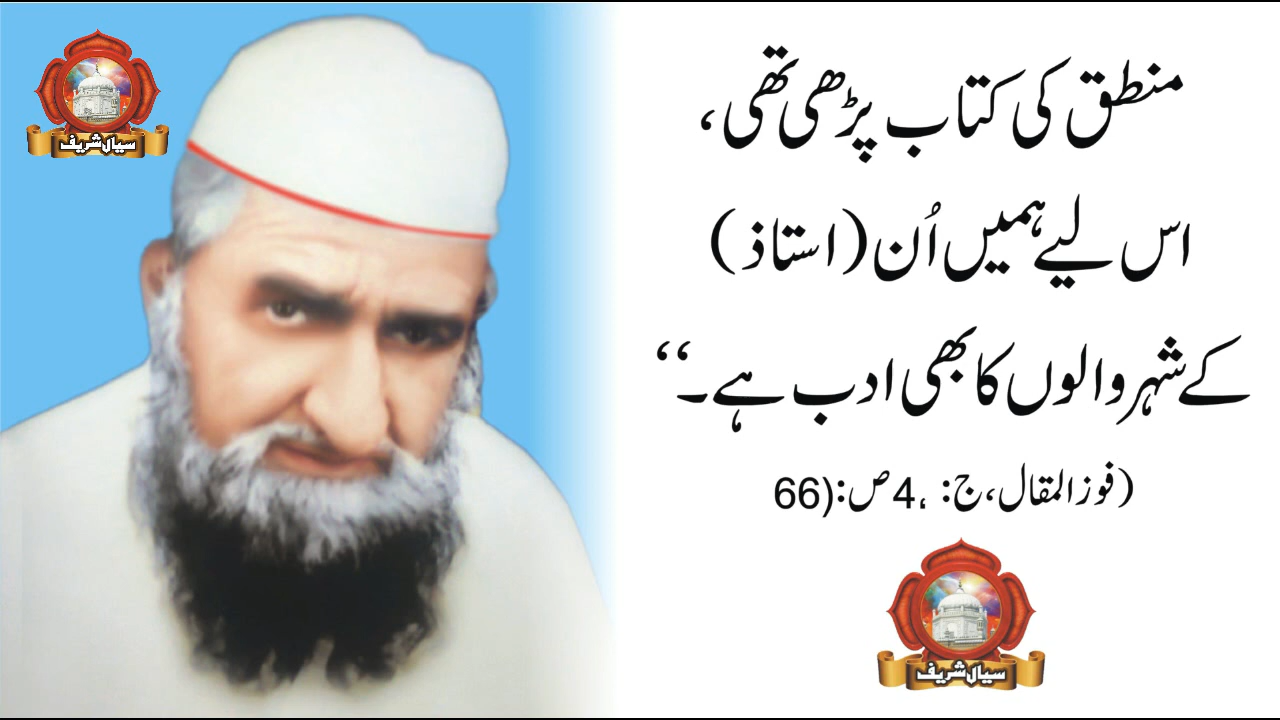 سیال شریف
منطق کی کتاب پڑھی تھی،
اس لیے ہمیں اُن (استاذ)
کے شہر والوں کا بھی ادب ہے۔‘‘
(فوز المقال، ج: 4، ص: 66)
سیال شریف